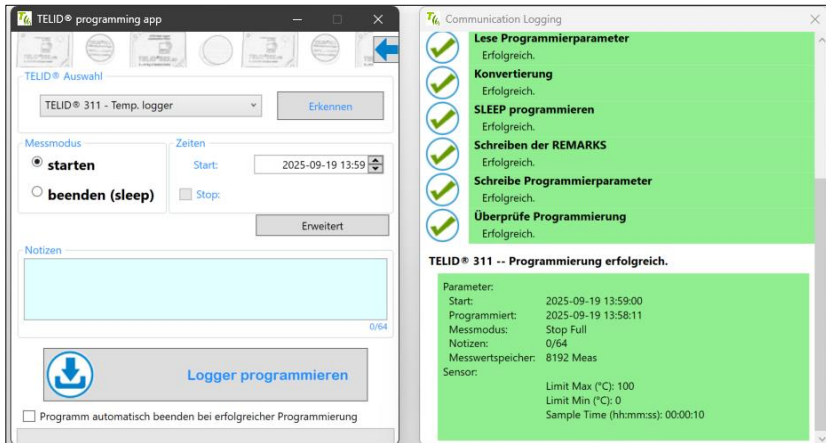 TELID® programming app
TELID® Auswahl
TELID® 311 - Temp. logger
Erkennen
Messmodus
starten
beenden (sleep)
Zeiten
Start:
2025-09-19 13:59
Stop:
Erweitert
Notizen
0/64
Logger programmieren
Programm automatisch beenden bei erfolgreicher Programmierung
Communication Logging
Lese Programmierparameter
Erfolgreich.
Konvertierung
Erfolgreich.
SLEEP programmieren
Erfolgreich.
Schreiben der REMARKS
Erfolgreich.
Schreibe Programmierparameter
Erfolgreich.
Überprüfe Programmierung
Erfolgreich.
TELID® 311 -- Programmierung erfolgreich.
Parameter:
Start: 2025-09-19 13:59:00
Programmiert: 2025-09-19 13:58:11
Messmodus: Stop Full
Notizen: 0/64
Messwertspeicher: 8192 Meas
Sensor:
Limit Max (°C): 100
Limit Min (°C): 0
Sample Time (hh:mm:ss): 00:00:10